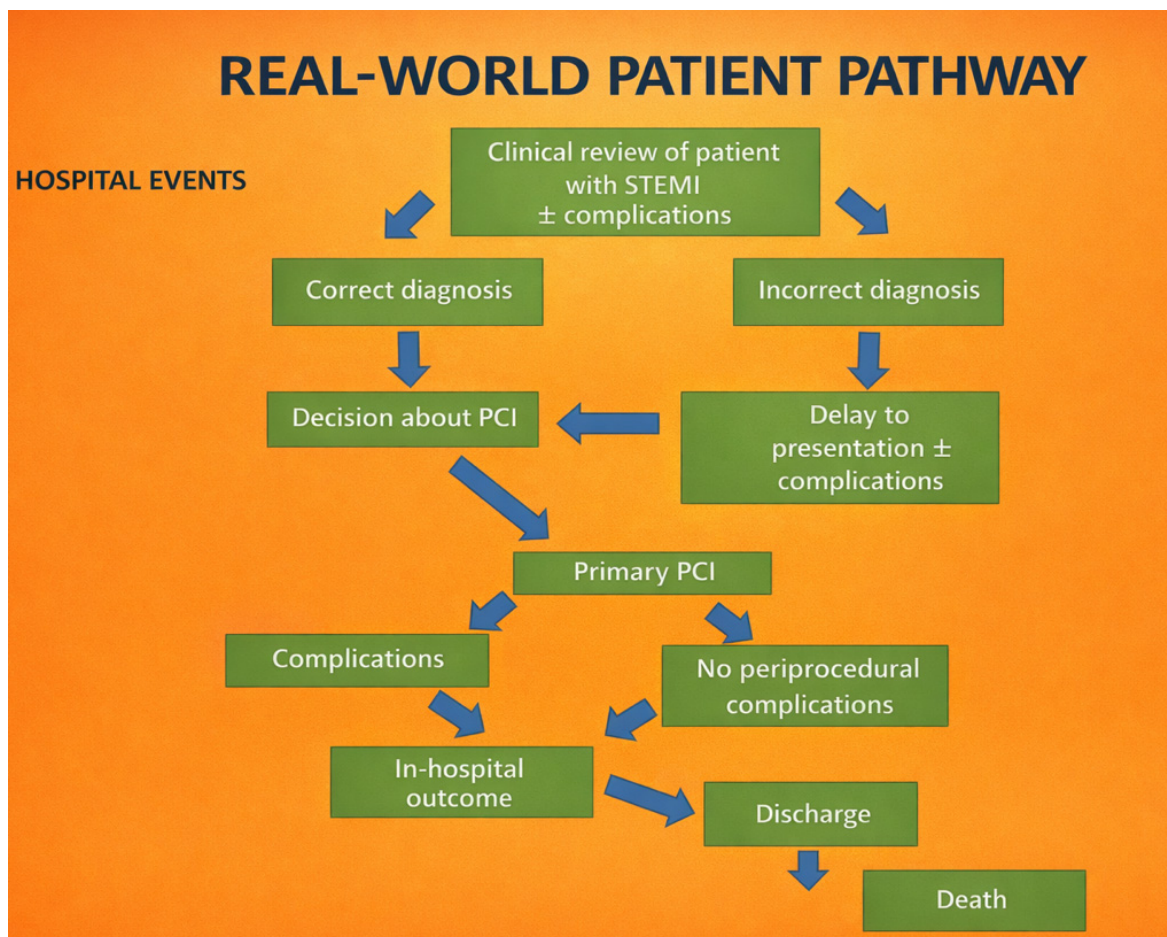 REAL-WORLD PATIENT PATHWAY
HOSPITAL EVENTS
Clinical review of patient
with STEMI
± complications
Correct diagnosis
Incorrect diagnosis
Decision about PCI
Delay to
presentation ±
complications
Primary PCI
Complications
No periprocedural
complications
In-hospital
outcome
Discharge
Death